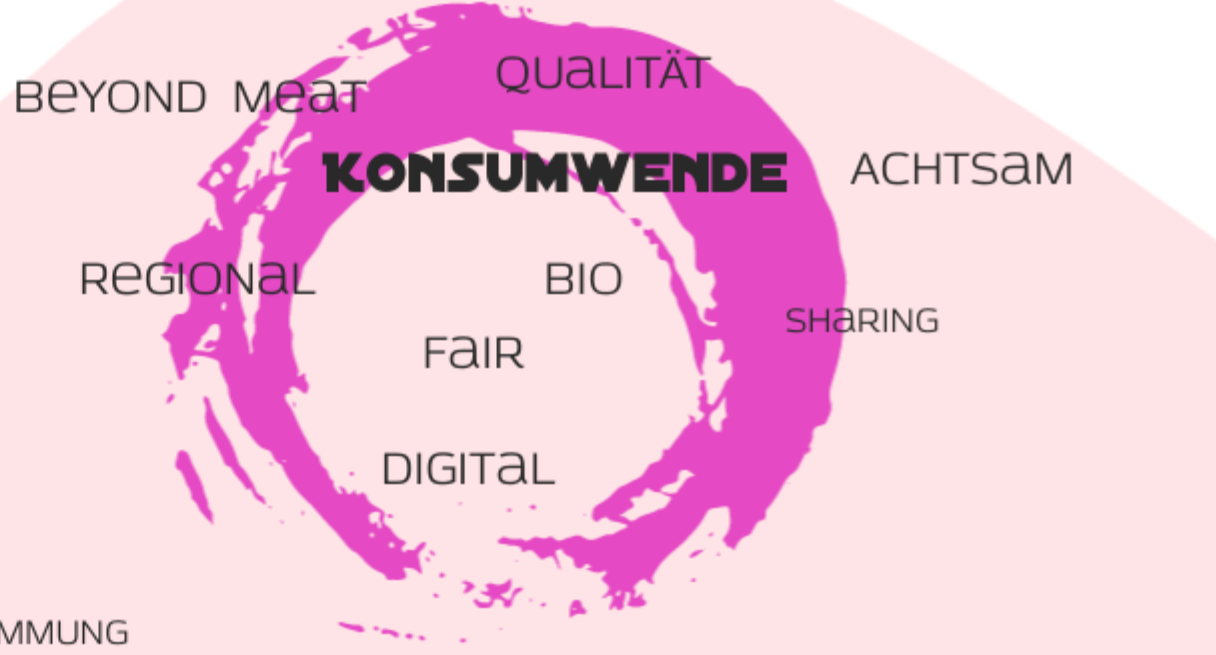 QUaLITÄT
BeYOND MeaT
KONSUMWENDE
ACHTSaM
ReGIONaL
BIO
SHaRING
FaIR
DIGITaL
MMUNG